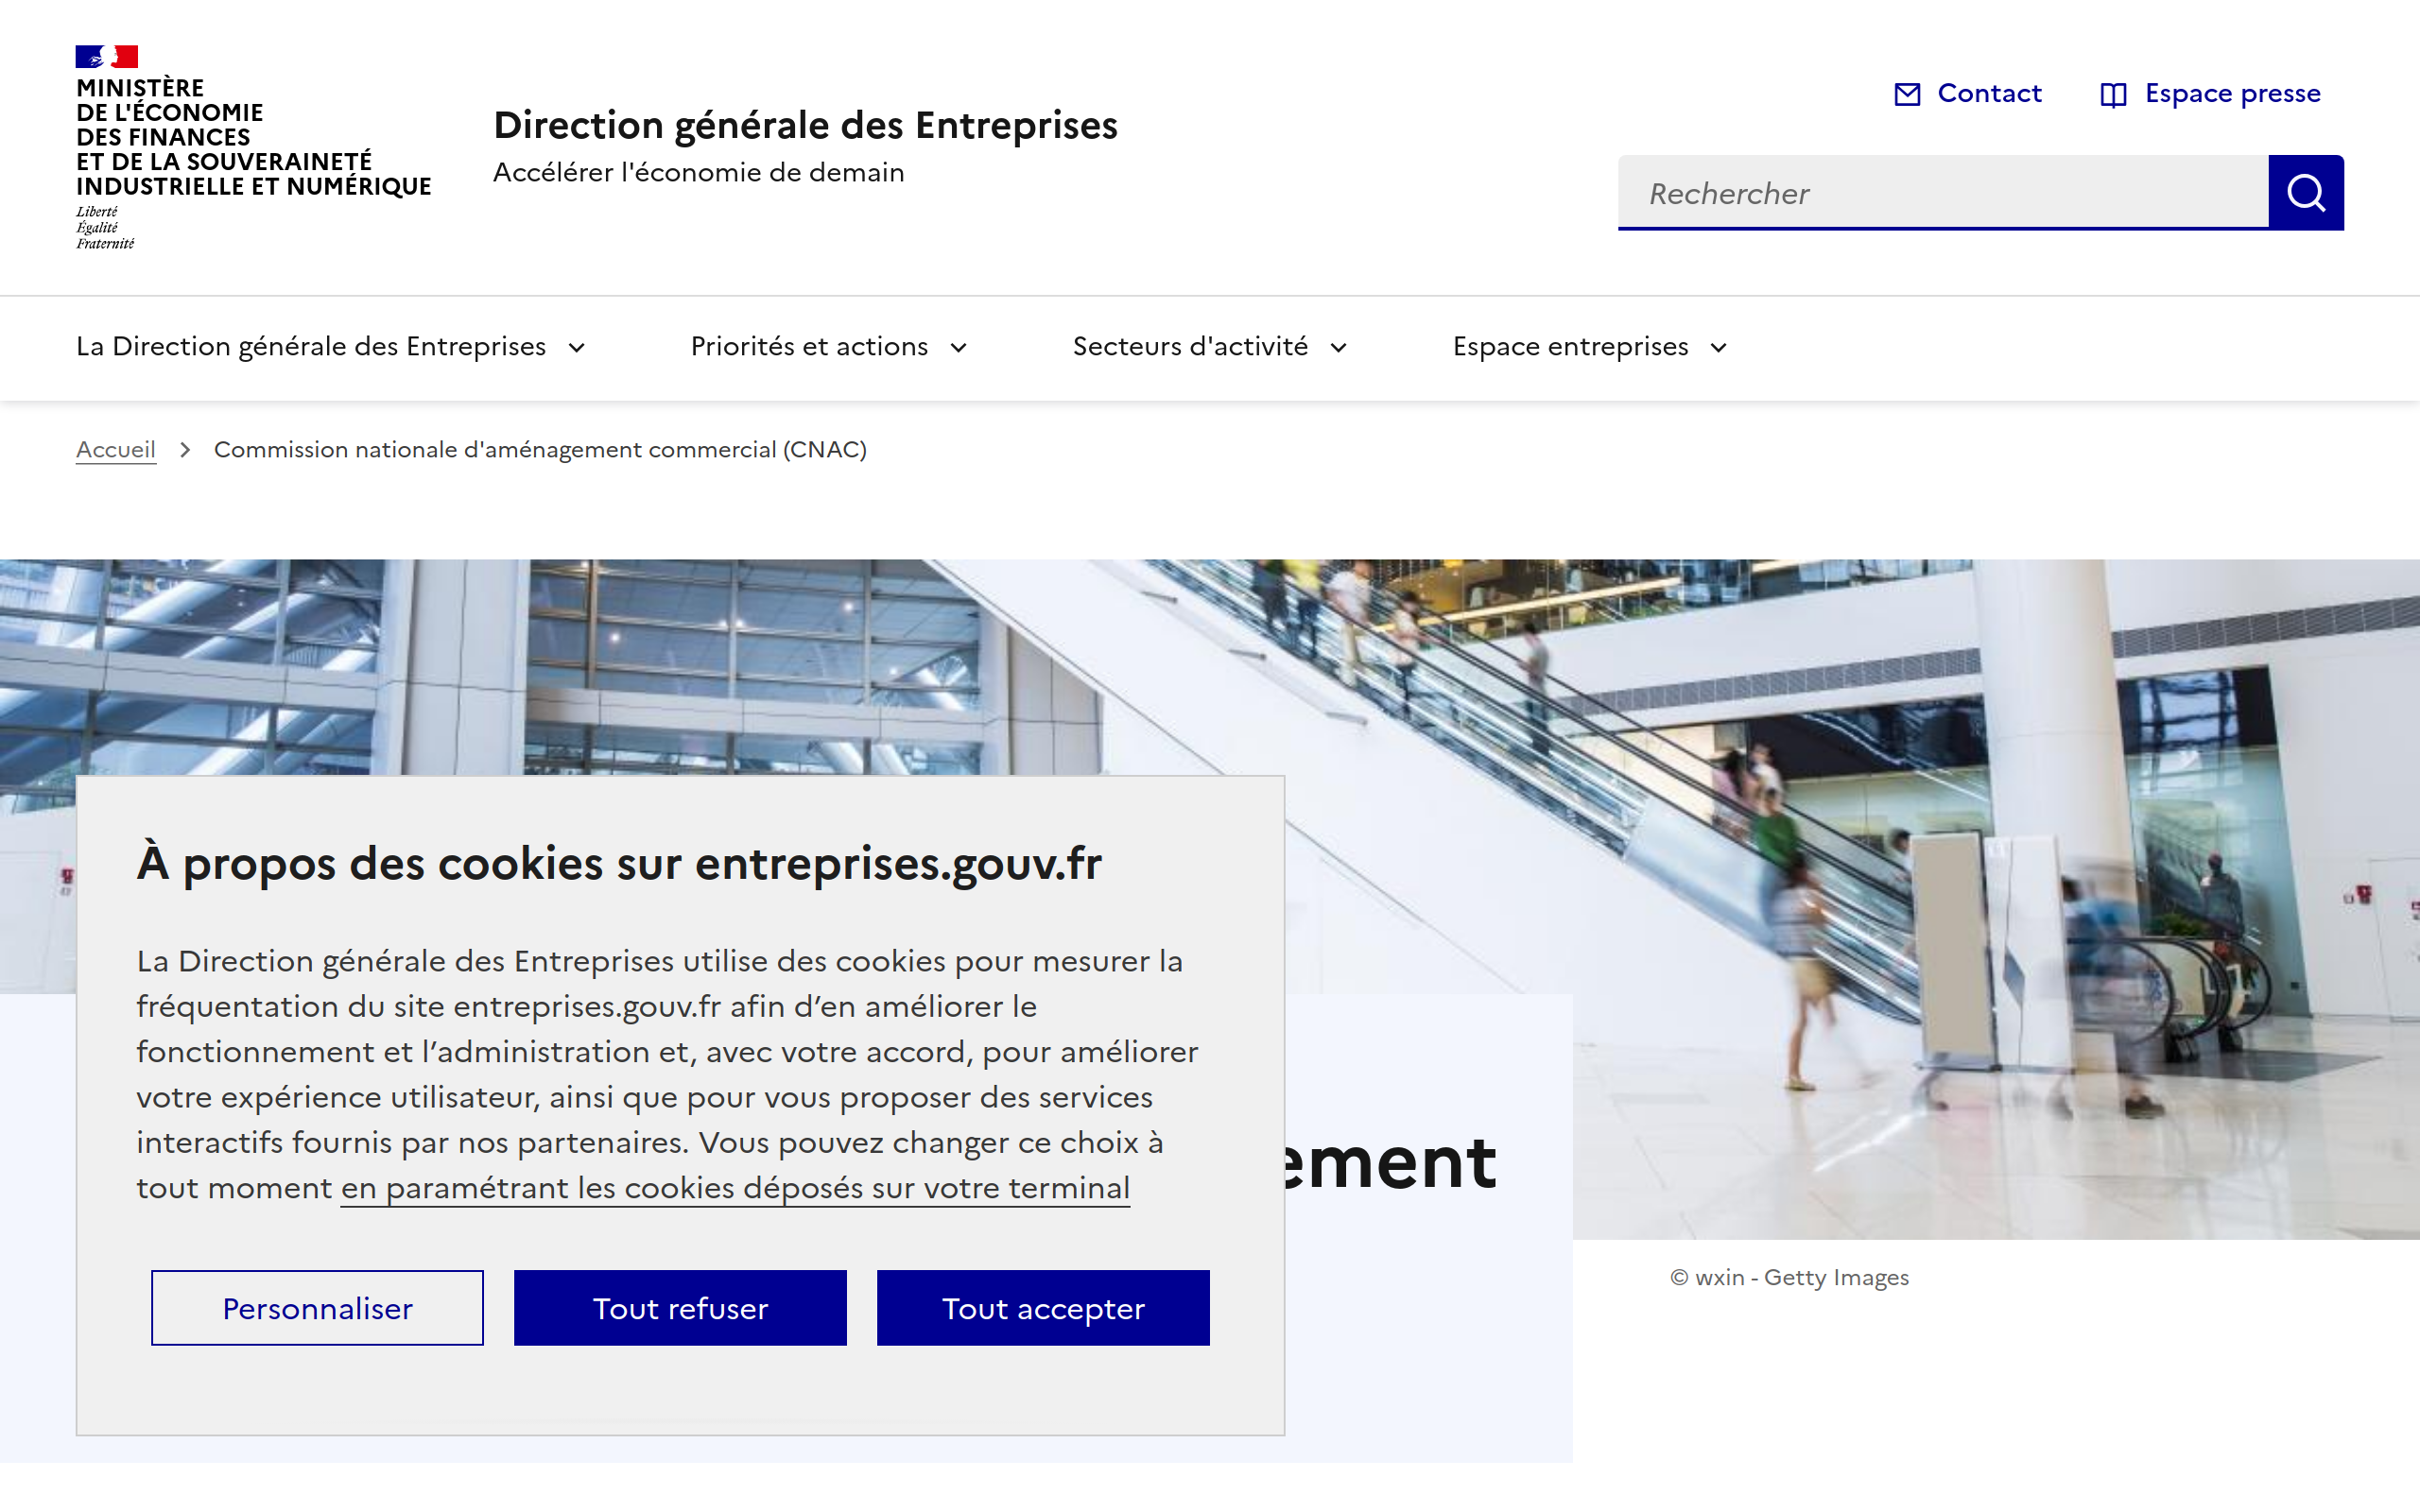 MINISTÈRE
DE L'ÉCONOMIE
DES FINANCES
ET DE LA SOUVERAINETÉ
INDUSTRIELLE ET NUMÉRIQUE
Liberté
Égalité
Fraternité
Direction générale des Entreprises
Accélérer l'économie de demain
Contact
Espace presse
Rechercher
La Direction générale des Entreprises
Priorités et actions
Secteurs d'activité
Espace entreprises
Accueil
Commission nationale d'aménagement commercial (CNAC)
À propos des cookies sur entreprises.gouv.fr
La Direction générale des Entreprises utilise des cookies pour mesurer la
fréquentation du site entreprises.gouv.fr afin d’en améliorer le
fonctionnement et l’administration et, avec votre accord, pour améliorer
votre expérience utilisateur, ainsi que pour vous proposer des services
interactifs fournis par nos partenaires. Vous pouvez changer ce choix à
tout moment en paramétrant les cookies déposés sur votre terminal
Personnaliser
Tout refuser
Tout accepter
ement
© wxin - Getty Images